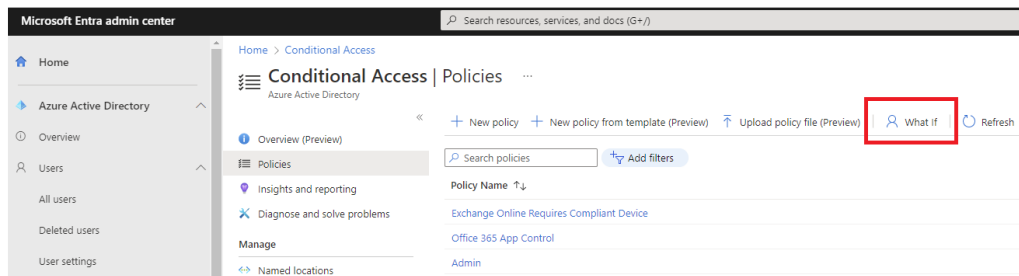 Microsoft Entra admin center
Search resources, services, and docs (G+/)
Home
Azure Active Directory
Overview
Users
All users
Deleted users
User settings
Home > Conditional Access
Conditional Access | Policies ...
Azure Active Directory
«
Overview (Preview)
Policies
Insights and reporting
Diagnose and solve problems
Manage
Named locations
+ New policy + New policy from template (Preview) Upload policy file (Preview) What If Refresh
Search policies Add filters
Policy Name ↑↓
Exchange Online Requires Compliant Device
Office 365 App Control
Admin